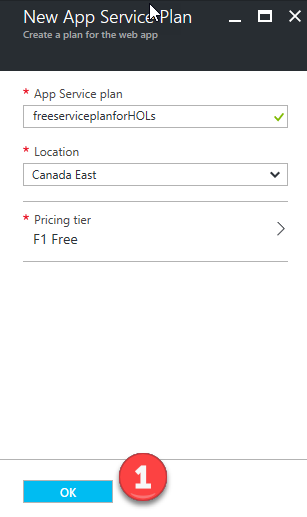 New App Service Plan
Create a plan for the web app
* App Service plan
freeserviceplanforHOLs
* Location
Canada East
* Pricing tier
F1 Free
OK
1